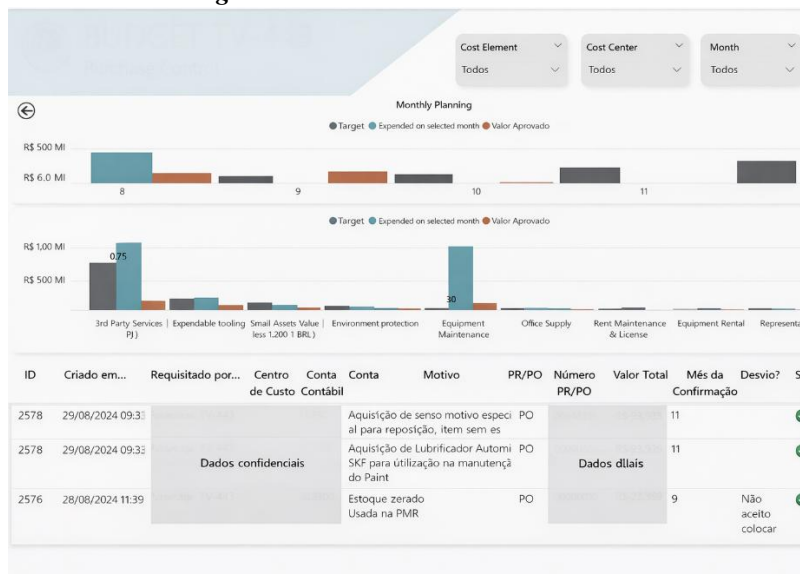 Cost Element
Todos
Cost Center
Todos
Month
Todos
Monthly Planning
Target Expended on selected month Valor Aprovado
R$ 500 MI
R$ 6.0 MI
8 9 10 11
Target Expended on selected month Valor Aprovado
R$ 1,00 MI
R$ 500 MI
0.75
30
3rd Party Services | Expendable tooling Smail Assets Value | Environment protection Equipment Office Supply Rent Maintenance Equipment Rental Representa
PJ ) less 1.200 1 BRL ) Maintenance & License
ID Criado em... Requisitado por... Centro Conta Conta Motivo PR/PO Número Valor Total Més da Desvio? S
de Custo Contábil PR/PO Confirmação
2578 29/08/2024 09:33 Aquisição de senso motivo especi PO 11
al para reposição, item sem es
2578 29/08/2024 09:33 Aquisição de Lubrificador Automi PO 11
Dados confidenciais SKF para útilização na manutençã Dados dllais
do Paint
2576 28/08/2024 11:39 Estoque zerado PO 9 Não
Usada na PMR aceito
colocar